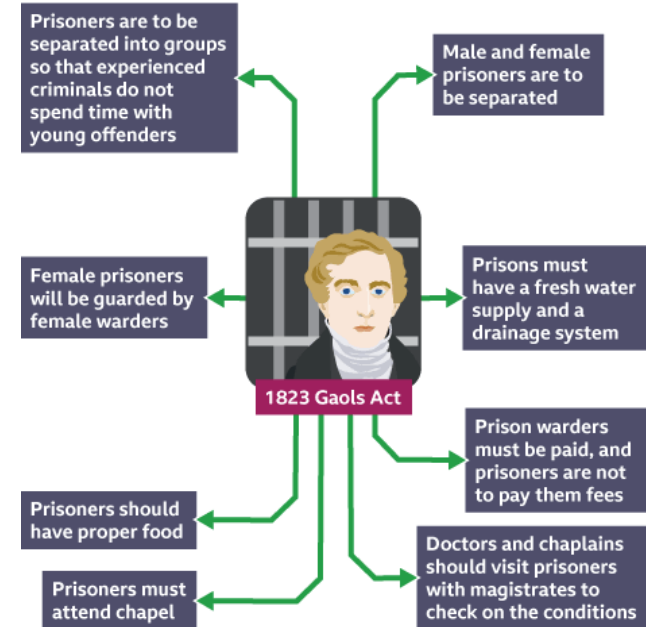 Prisoners are to be
separated into groups
so that experienced
criminals do not
spend time with
young offenders
Male and female
prisoners are to
be separated
Female prisoners
will be guarded by
female warders
Prisons must
have a fresh water
supply and a
drainage system
1823 Gaols Act
Prison warders
must be paid, and
prisoners are not
to pay them fees
Prisoners should
have proper food
Doctors and chaplains
should visit prisoners
with magistrates to
check on the conditions
Prisoners must
attend chapel